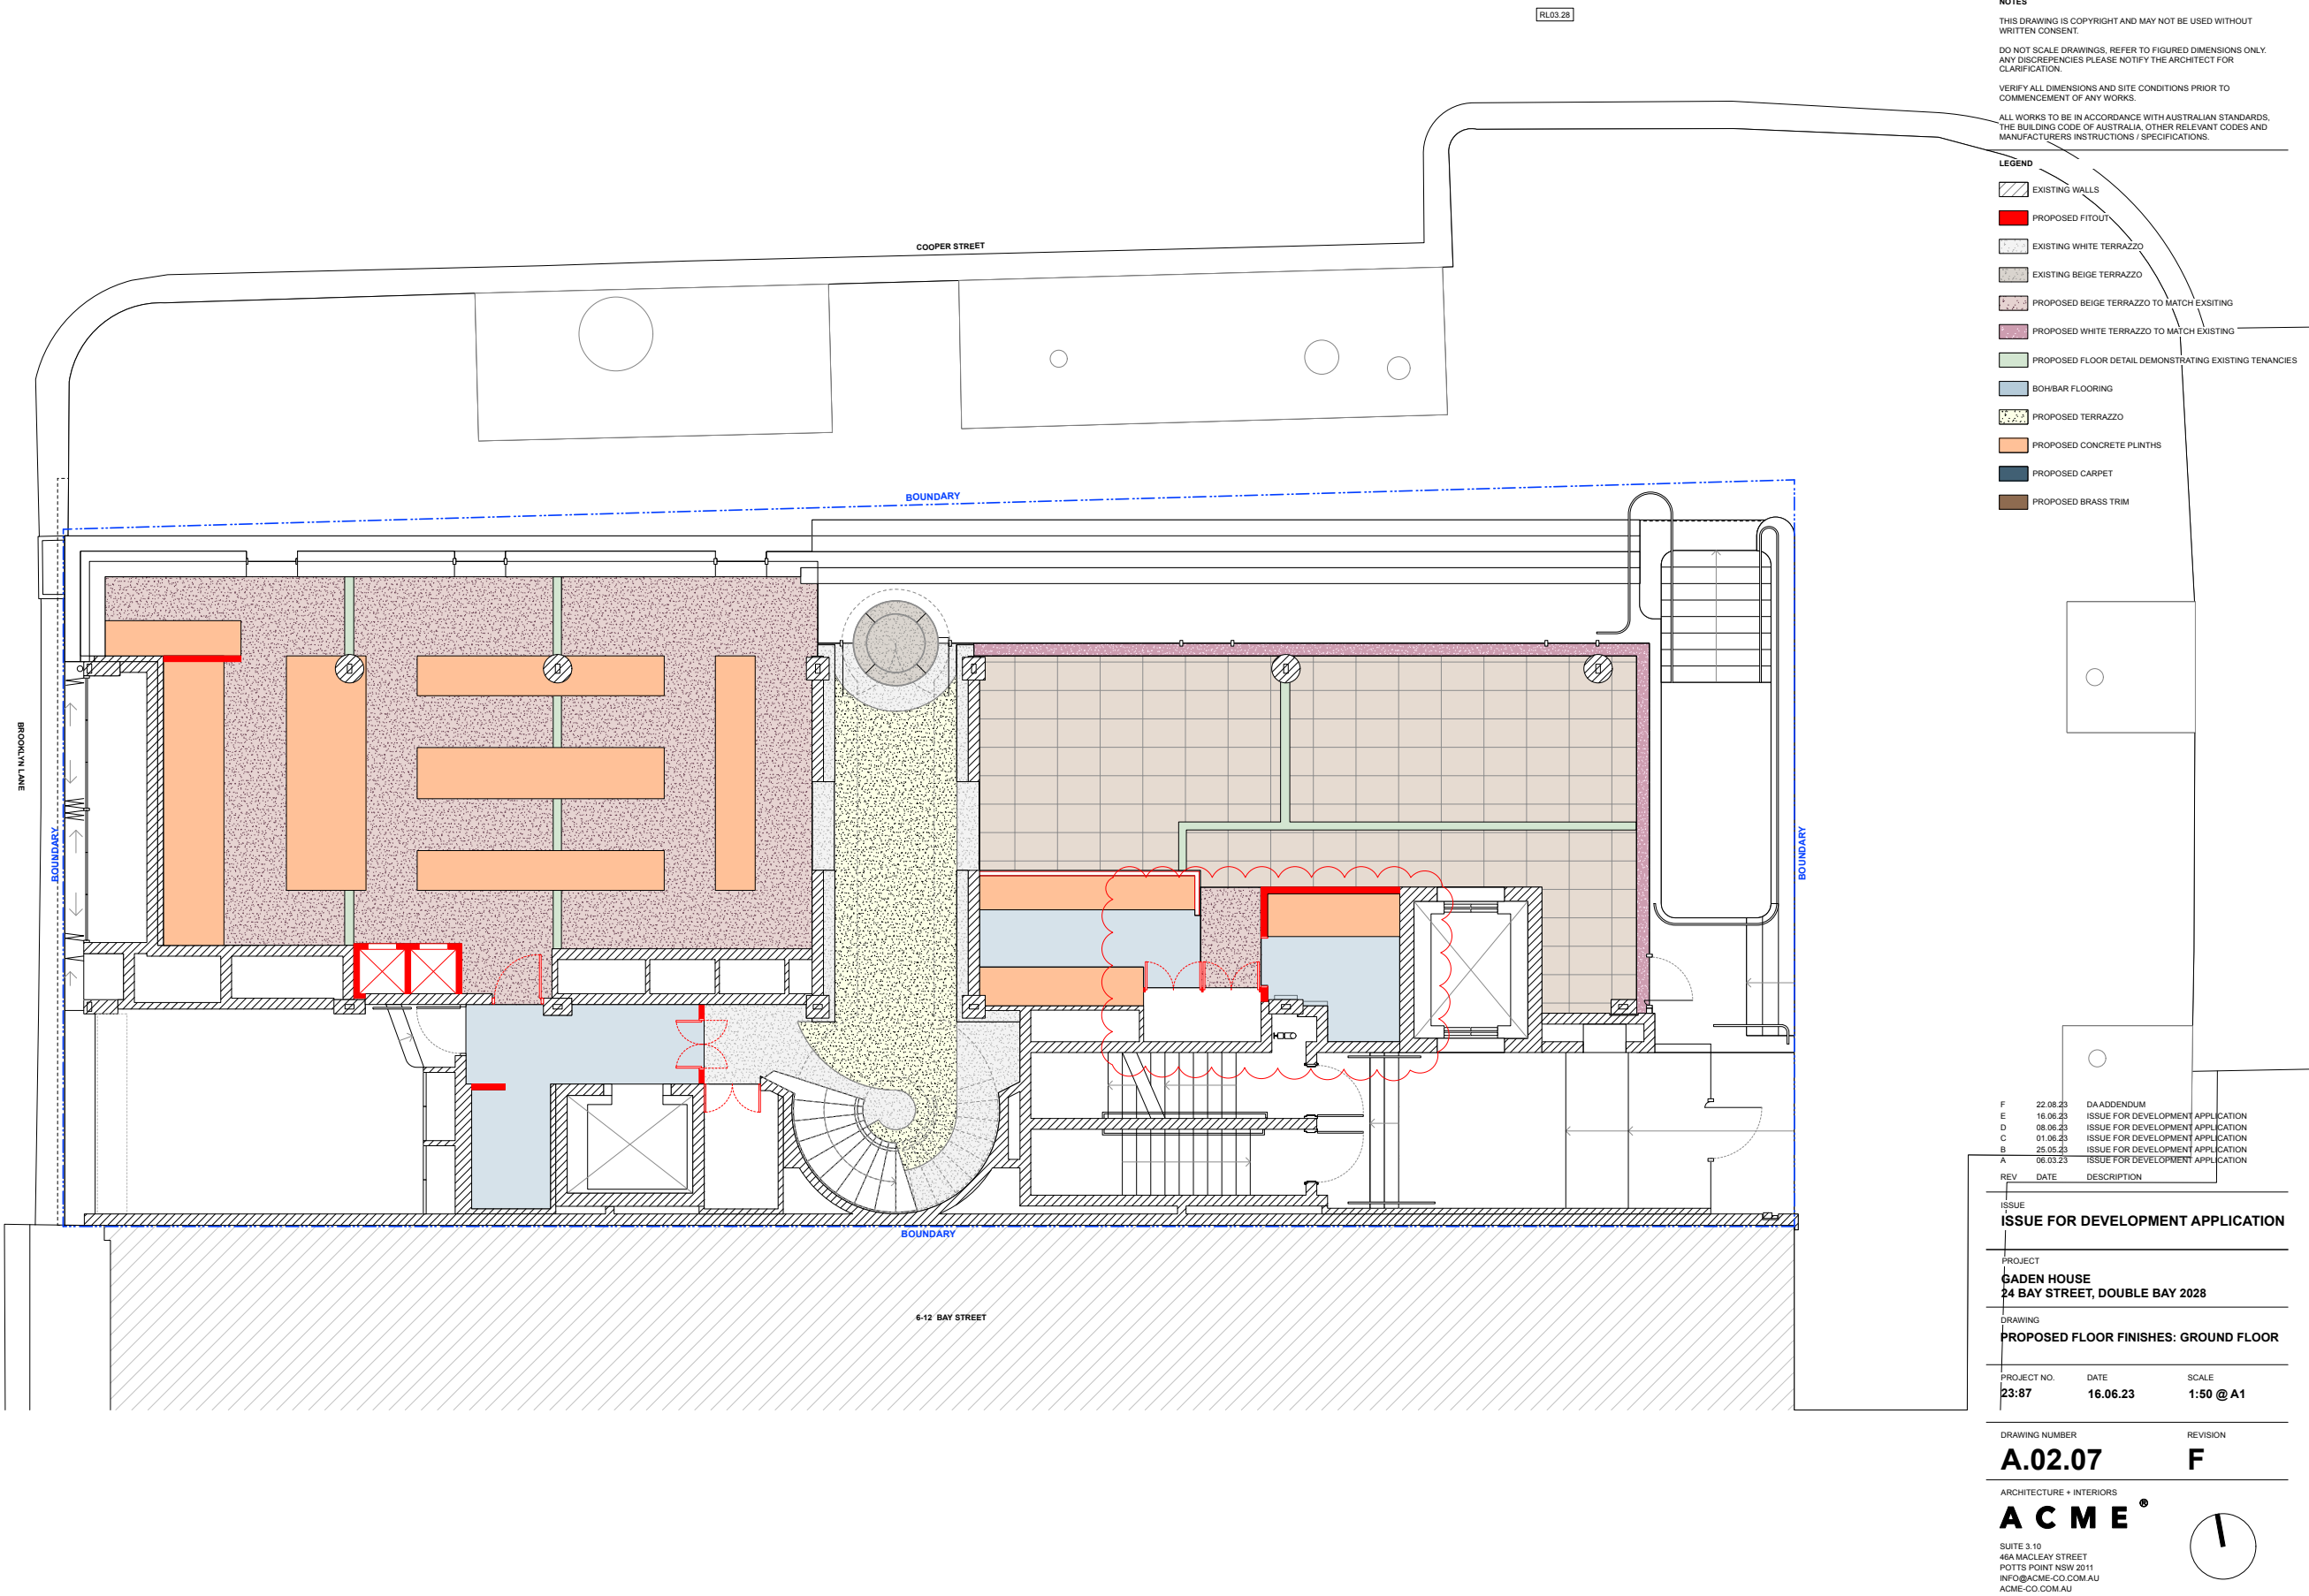 RL03.28
NOTES
THIS DRAWING IS COPYRIGHT AND MAY NOT BE USED WITHOUT
WRITTEN CONSENT.
DO NOT SCALE DRAWINGS, REFER TO FIGURED DIMENSIONS ONLY.
ANY DISCREPENCIES PLEASE NOTIFY THE ARCHITECT FOR
CLARIFICATION.
VERIFY ALL DIMENSIONS AND SITE CONDITIONS PRIOR TO
COMMENCEMENT OF ANY WORKS.
ALL WORKS TO BE IN ACCORDANCE WITH AUSTRALIAN STANDARDS,
THE BUILDING CODE OF AUSTRALIA, OTHER RELEVANT CODES AND
MANUFACTURERS INSTRUCTIONS / SPECIFICATIONS.
LEGEND
EXISTING WALLS
PROPOSED FITOUT
EXISTING WHITE TERRAZZO
EXISTING BEIGE TERRAZZO
PROPOSED BEIGE TERRAZZO TO MATCH EXSITING
PROPOSED WHITE TERRAZZO TO MATCH EXISTING
PROPOSED FLOOR DETAIL DEMONSTRATING EXISTING TENANCIES
BOH/BAR FLOORING
PROPOSED TERRAZZO
PROPOSED CONCRETE PLINTHS
PROPOSED CARPET
PROPOSED BRASS TRIM
COOPER STREET
BOUNDARY
BROOKLYN LANE
BOUNDARY
BOUNDARY
BOUNDARY
6-12 BAY STREET
F 22.08.23 DA ADDENDUM
E 16.06.23 ISSUE FOR DEVELOPMENT APPLICATION
D 08.06.23 ISSUE FOR DEVELOPMENT APPLICATION
C 01.06.23 ISSUE FOR DEVELOPMENT APPLICATION
B 25.05.23 ISSUE FOR DEVELOPMENT APPLICATION
A 06.03.23 ISSUE FOR DEVELOPMENT APPLICATION
REV DATE DESCRIPTION
ISSUE
ISSUE FOR DEVELOPMENT APPLICATION
PROJECT
GADEN HOUSE
24 BAY STREET, DOUBLE BAY 2028
DRAWING
PROPOSED FLOOR FINISHES: GROUND FLOOR
PROJECT NO. DATE SCALE
23:87 16.06.23 1:50 @ A1
DRAWING NUMBER REVISION
A.02.07 F
ARCHITECTURE + INTERIORS
ACME ®
SUITE 3.10
46A MACLEAY STREET
POTTS POINT NSW 2011
INFO@ACME-CO.COM.AU
ACME-CO.COM.AU